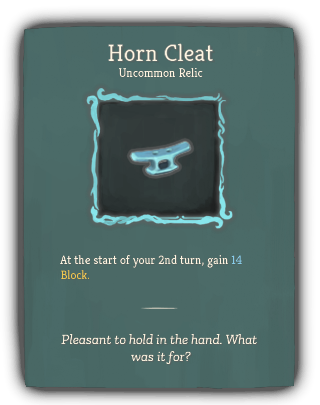 Horn Cleat
Uncommon Relic
At the start of your 2nd turn, gain 14
Block.
Pleasant to hold in the hand. What
was it for?